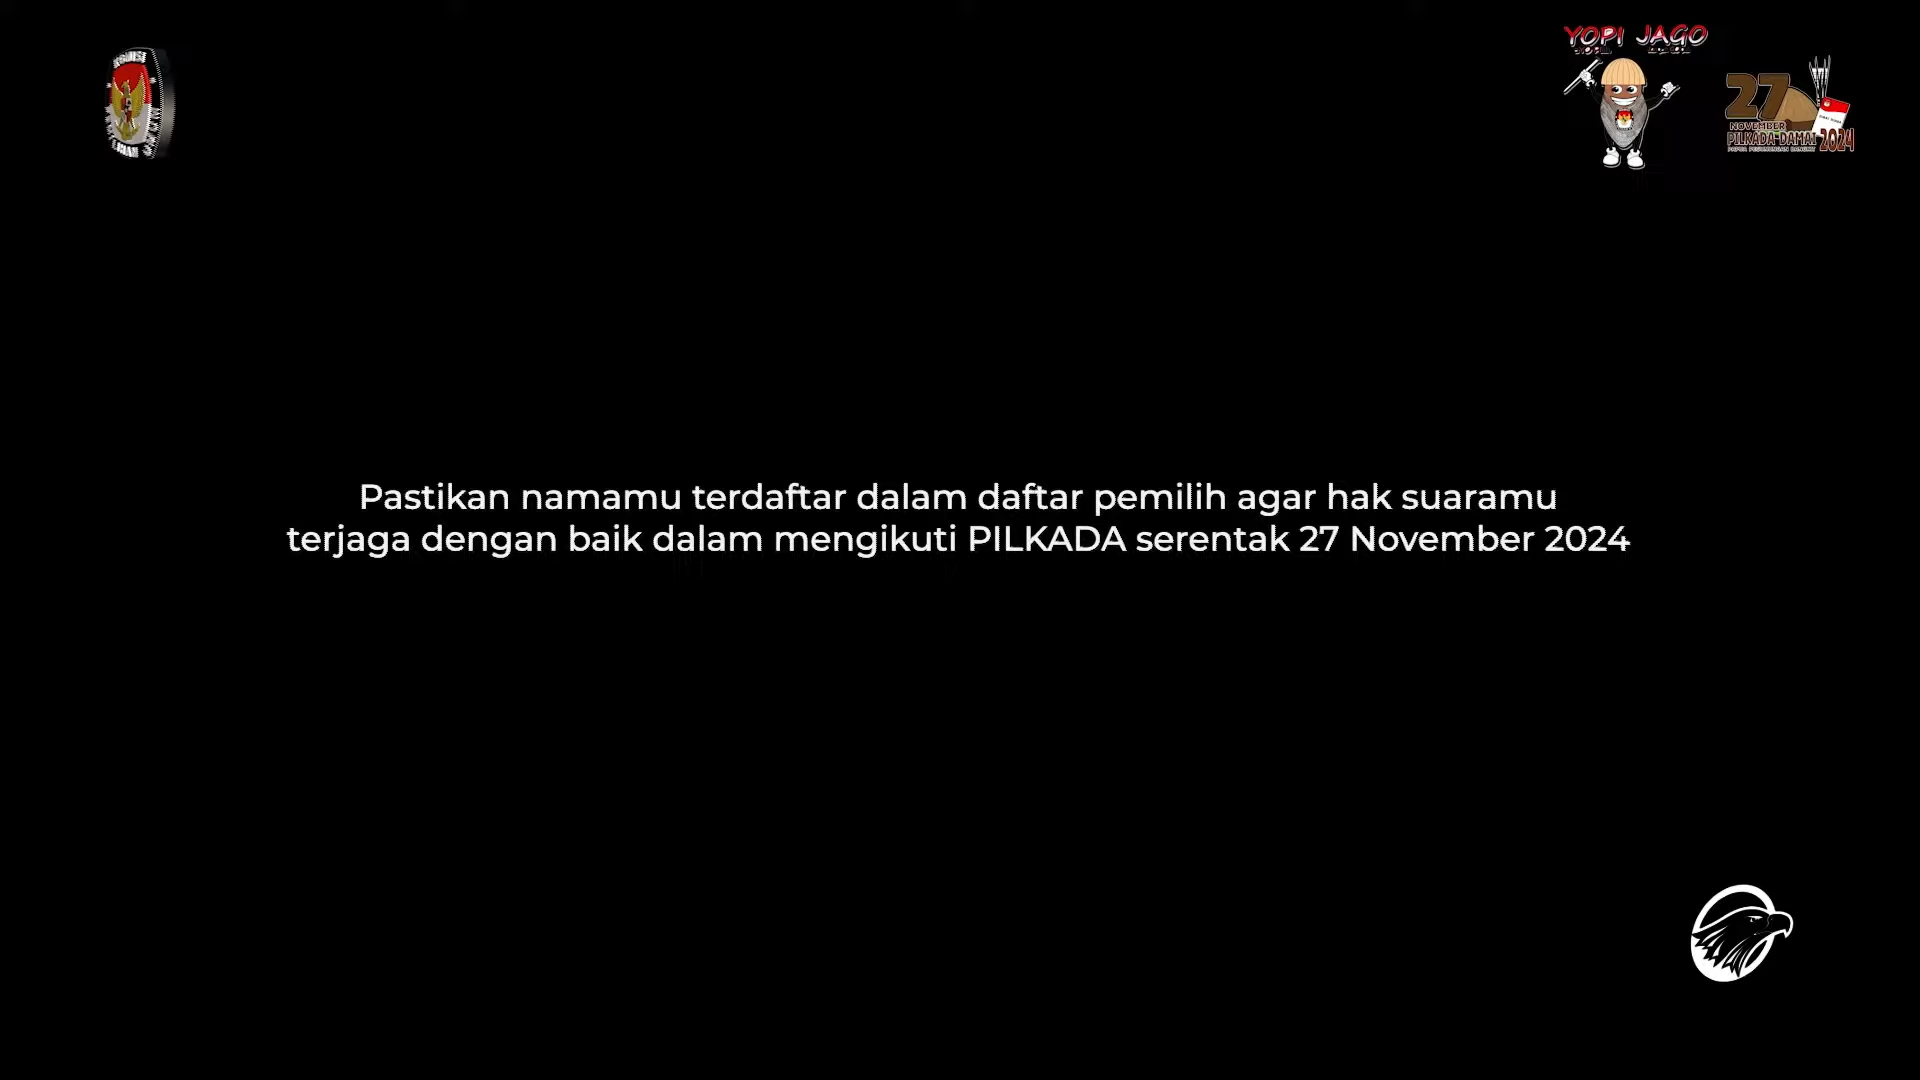 YOPI JAGO
27
NOVEMBER
PILKADA DAMAI 2024
Pastikan namamu terdaftar dalam daftar pemilih agar hak suaramu
terjaga dengan baik dalam mengikuti PILKADA serentak 27 November 2024